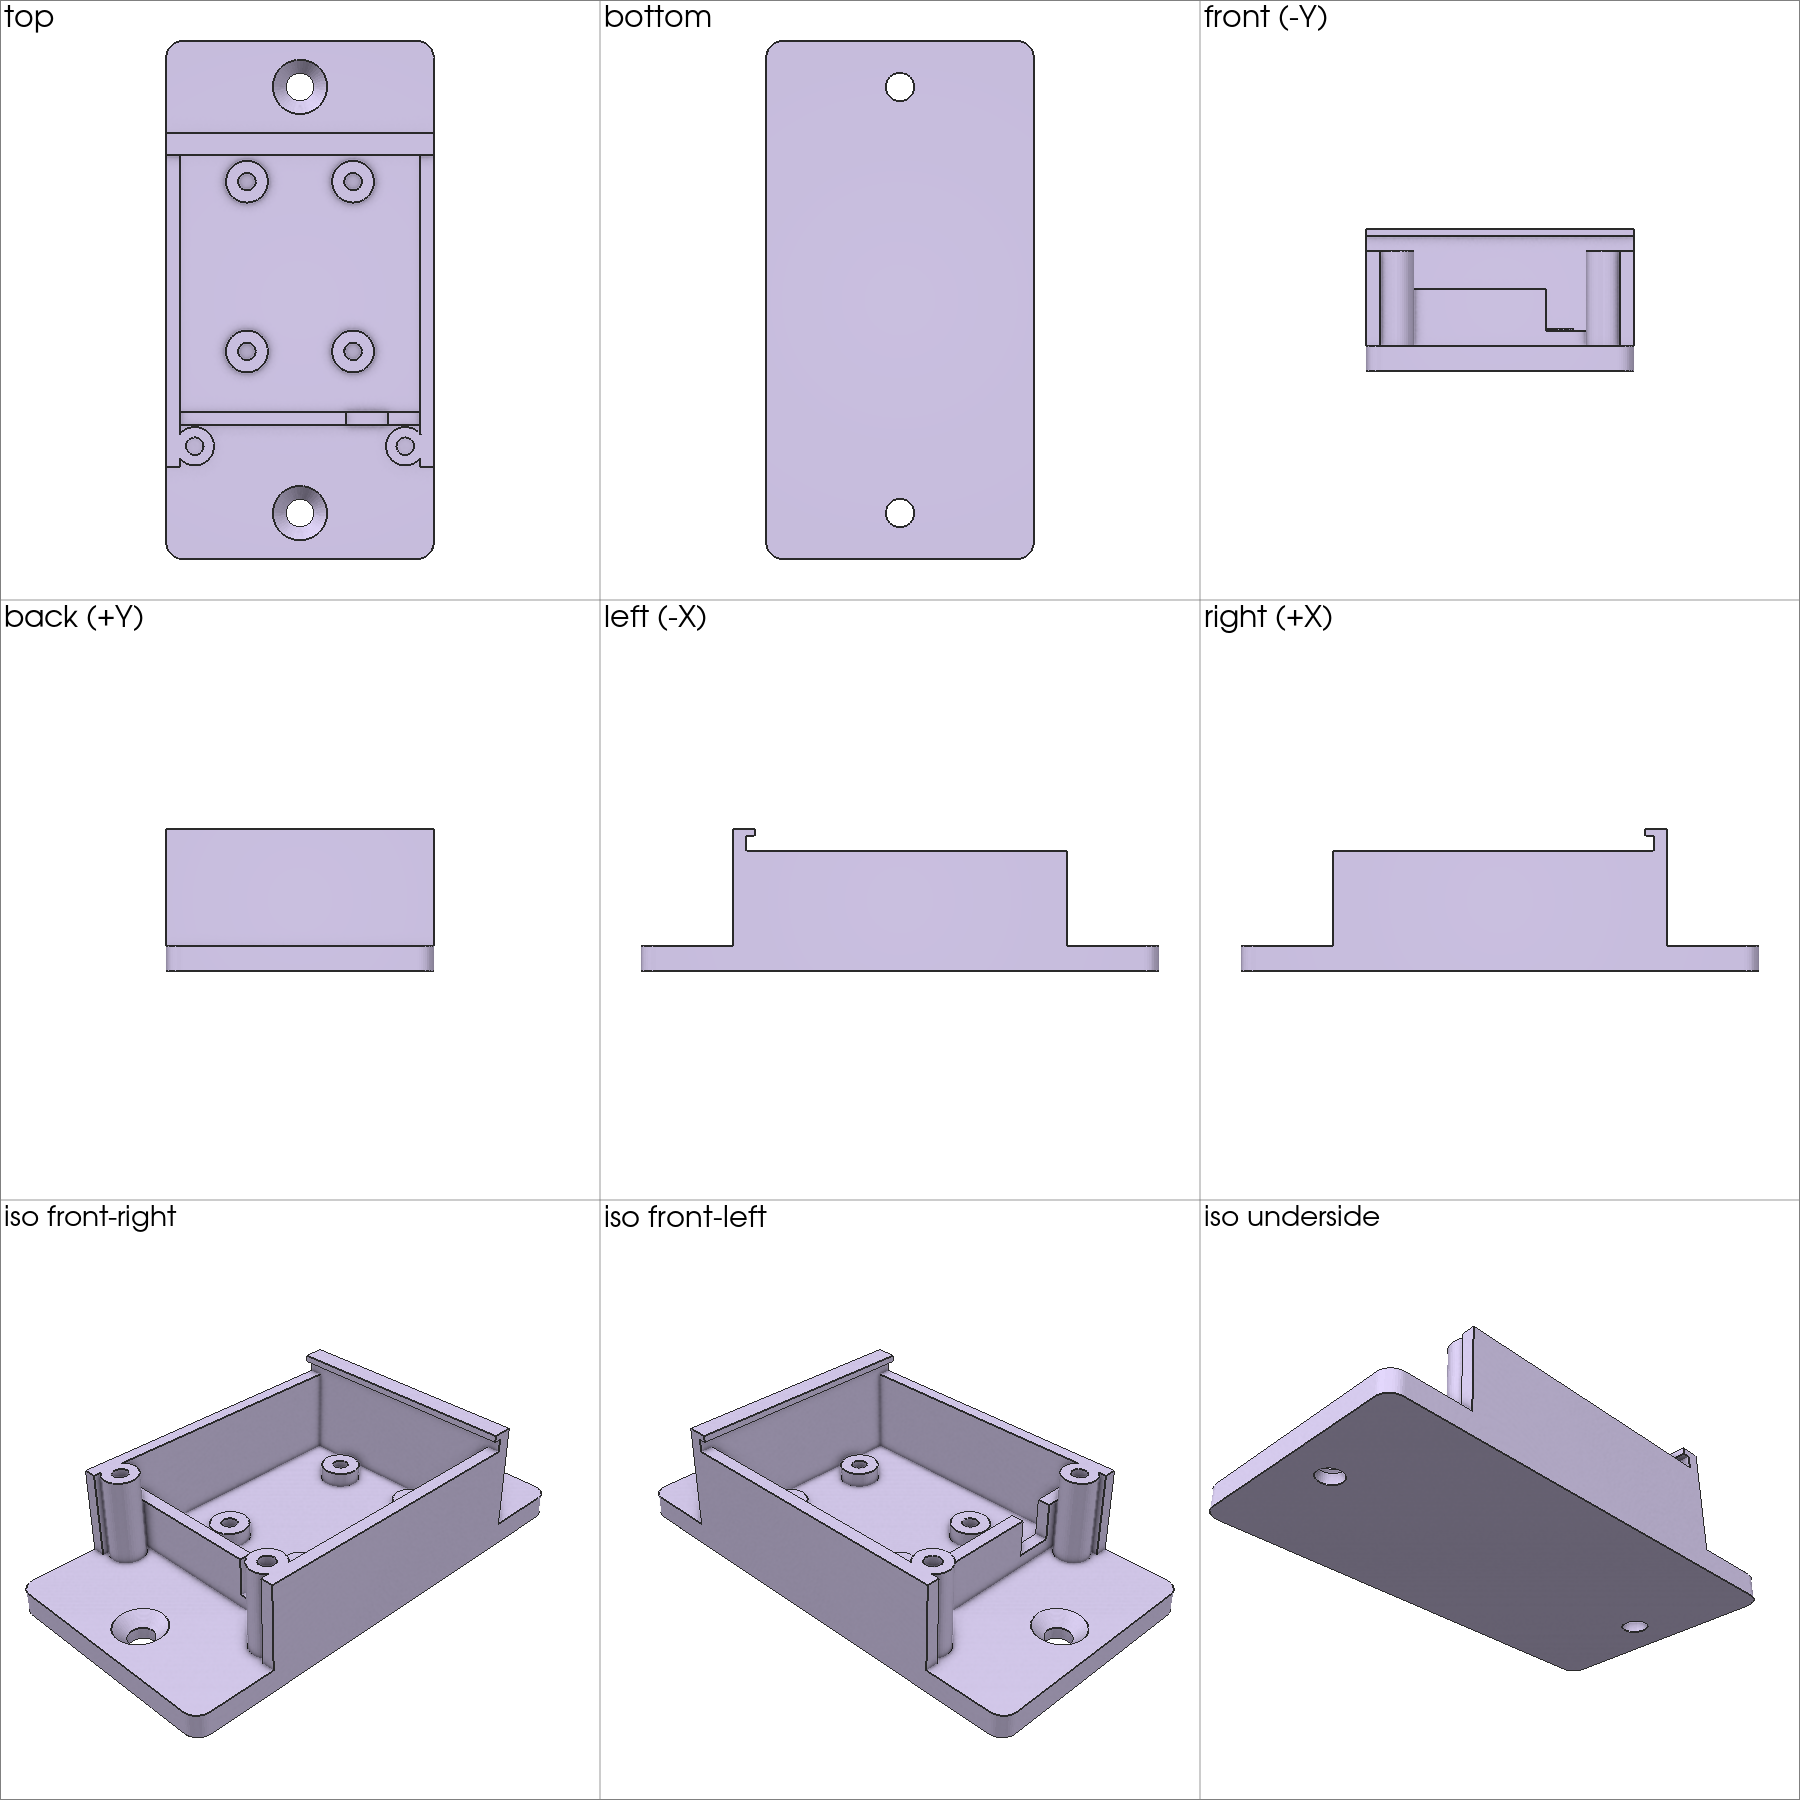 top
bottom
front (-Y)
back (+Y)
left (-X)
right (+X)
iso front-right
iso front-left
iso underside